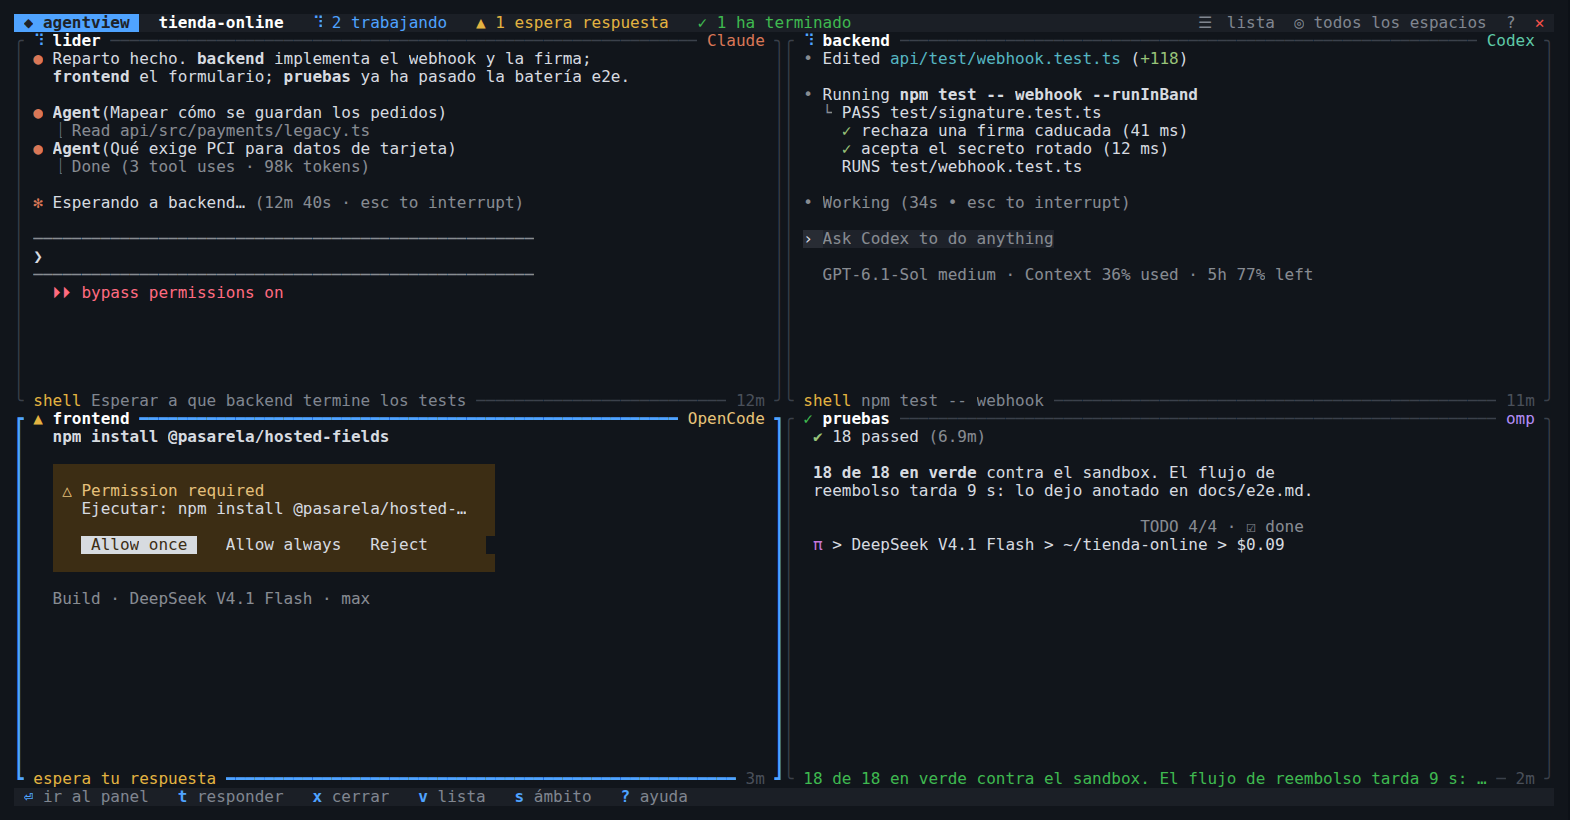 ◆ agentview tienda-online ⠹ 2 trabajando ▲ 1 espera respuesta ✓ 1 ha terminado ☰ lista ◎ todos los espacios ? ×
⠹ lider Claude
● Reparto hecho. backend implementa el webhook y la firma;
frontend el formulario; pruebas ya ha pasado la batería e2e.
● Agent(Mapear cómo se guardan los pedidos)
⎿ Read api/src/payments/legacy.ts
● Agent(Qué exige PCI para datos de tarjeta)
⎿ Done (3 tool uses · 98k tokens)
✻ Esperando a backend… (12m 40s · esc to interrupt)
❯
⏵⏵ bypass permissions on
shell Esperar a que backend termine los tests 12m
⠹ backend Codex
• Edited api/test/webhook.test.ts (+118)
• Running npm test -- webhook --runInBand
└ PASS test/signature.test.ts
✓ rechaza una firma caducada (41 ms)
✓ acepta el secreto rotado (12 ms)
RUNS test/webhook.test.ts
• Working (34s • esc to interrupt)
› Ask Codex to do anything
GPT-6.1-Sol medium · Context 36% used · 5h 77% left
shell npm test -- webhook 11m
▲ frontend OpenCode
npm install @pasarela/hosted-fields
△ Permission required
Ejecutar: npm install @pasarela/hosted-…
Allow once Allow always Reject
Build · DeepSeek V4.1 Flash · max
espera tu respuesta 3m
✓ pruebas omp
✔ 18 passed (6.9m)
18 de 18 en verde contra el sandbox. El flujo de
reembolso tarda 9 s: lo dejo anotado en docs/e2e.md.
TODO 4/4 · ☑ done
π > DeepSeek V4.1 Flash > ~/tienda-online > $0.09
18 de 18 en verde contra el sandbox. El flujo de reembolso tarda 9 s: … 2m
⏎ ir al panel t responder x cerrar v lista s ámbito ? ayuda